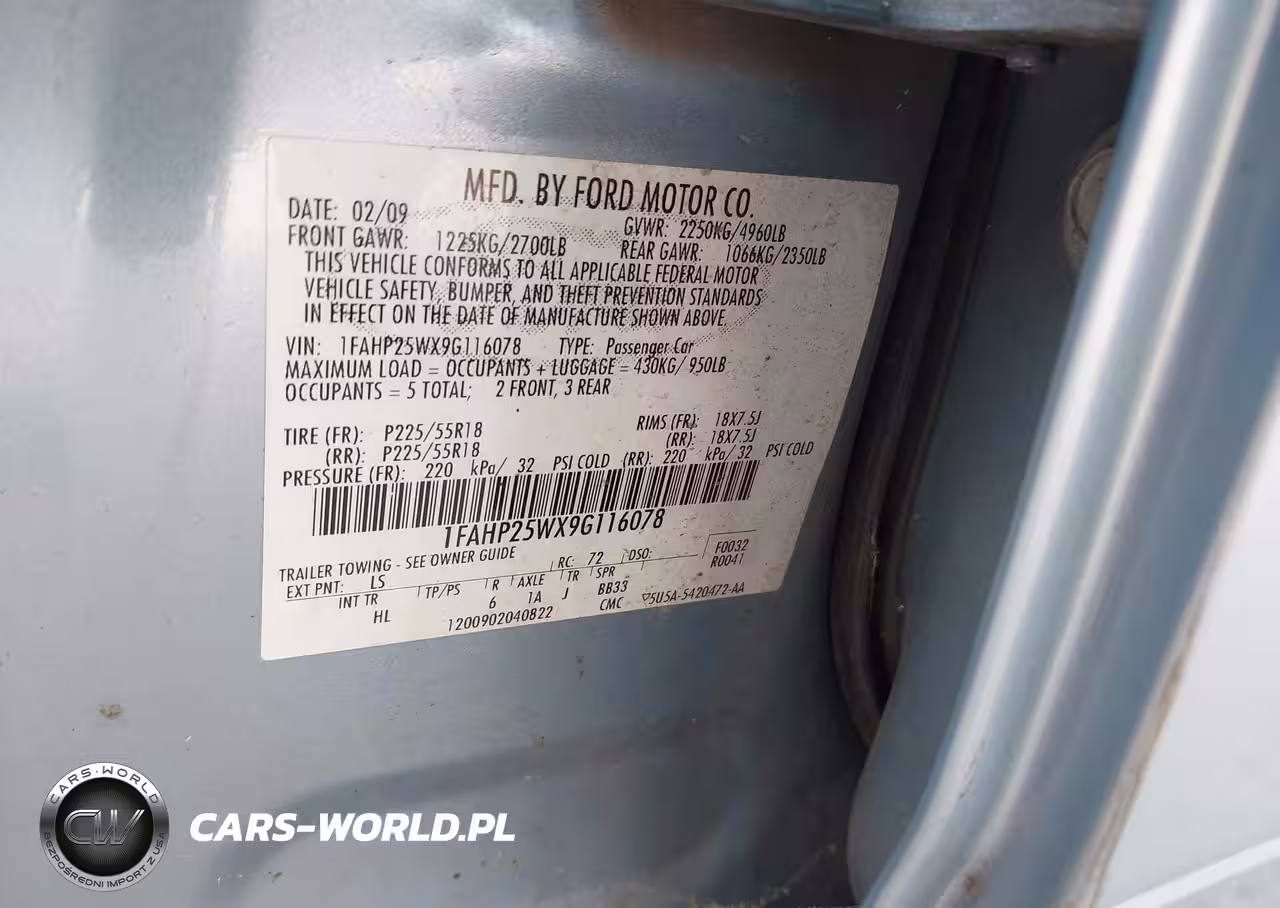 MFD. BY FORD MOTOR CO.
DATE: 02/09 GVWR: 2250KG/4960LB
FRONT GAWR: 1225KG/2700LB REAR GAWR: 1066KG/2350LB
THIS VEHICLE CONFORMS TO ALL APPLICABLE FEDERAL MOTOR
VEHICLE SAFETY, BUMPER, AND THEFT PREVENTION STANDARDS
IN EFFECT ON THE DATE OF MANUFACTURE SHOWN ABOVE.
VIN: 1FAHP25WX9G116078 TYPE: Passenger Car
MAXIMUM LOAD = OCCUPANTS + LUGGAGE = 430KG/ 950LB
OCCUPANTS = 5 TOTAL; 2 FRONT, 3 REAR
TIRE (FR): P225/55R18 RIMS (FR): 18X7.5J
(RR): P225/55R18 (RR): 18X7.5J
PRESSURE (FR): 220 kPa/ 32 PSI COLD (RR): 220 kPa/ 32 PSI COLD
1FAHP25WX9G116078
TRAILER TOWING - SEE OWNER GUIDE
EXT PNT: LS RC: 72 DSO: F0032
R0041
INT TR TP/PS R AXLE TR SPR
HL 6 1A J BB33
1200902040822 CMC 5U5A-5420472-AA
CARS-WORLD
CW
BEZPOŚREDNI IMPORT Z USA
CARS-WORLD.PL